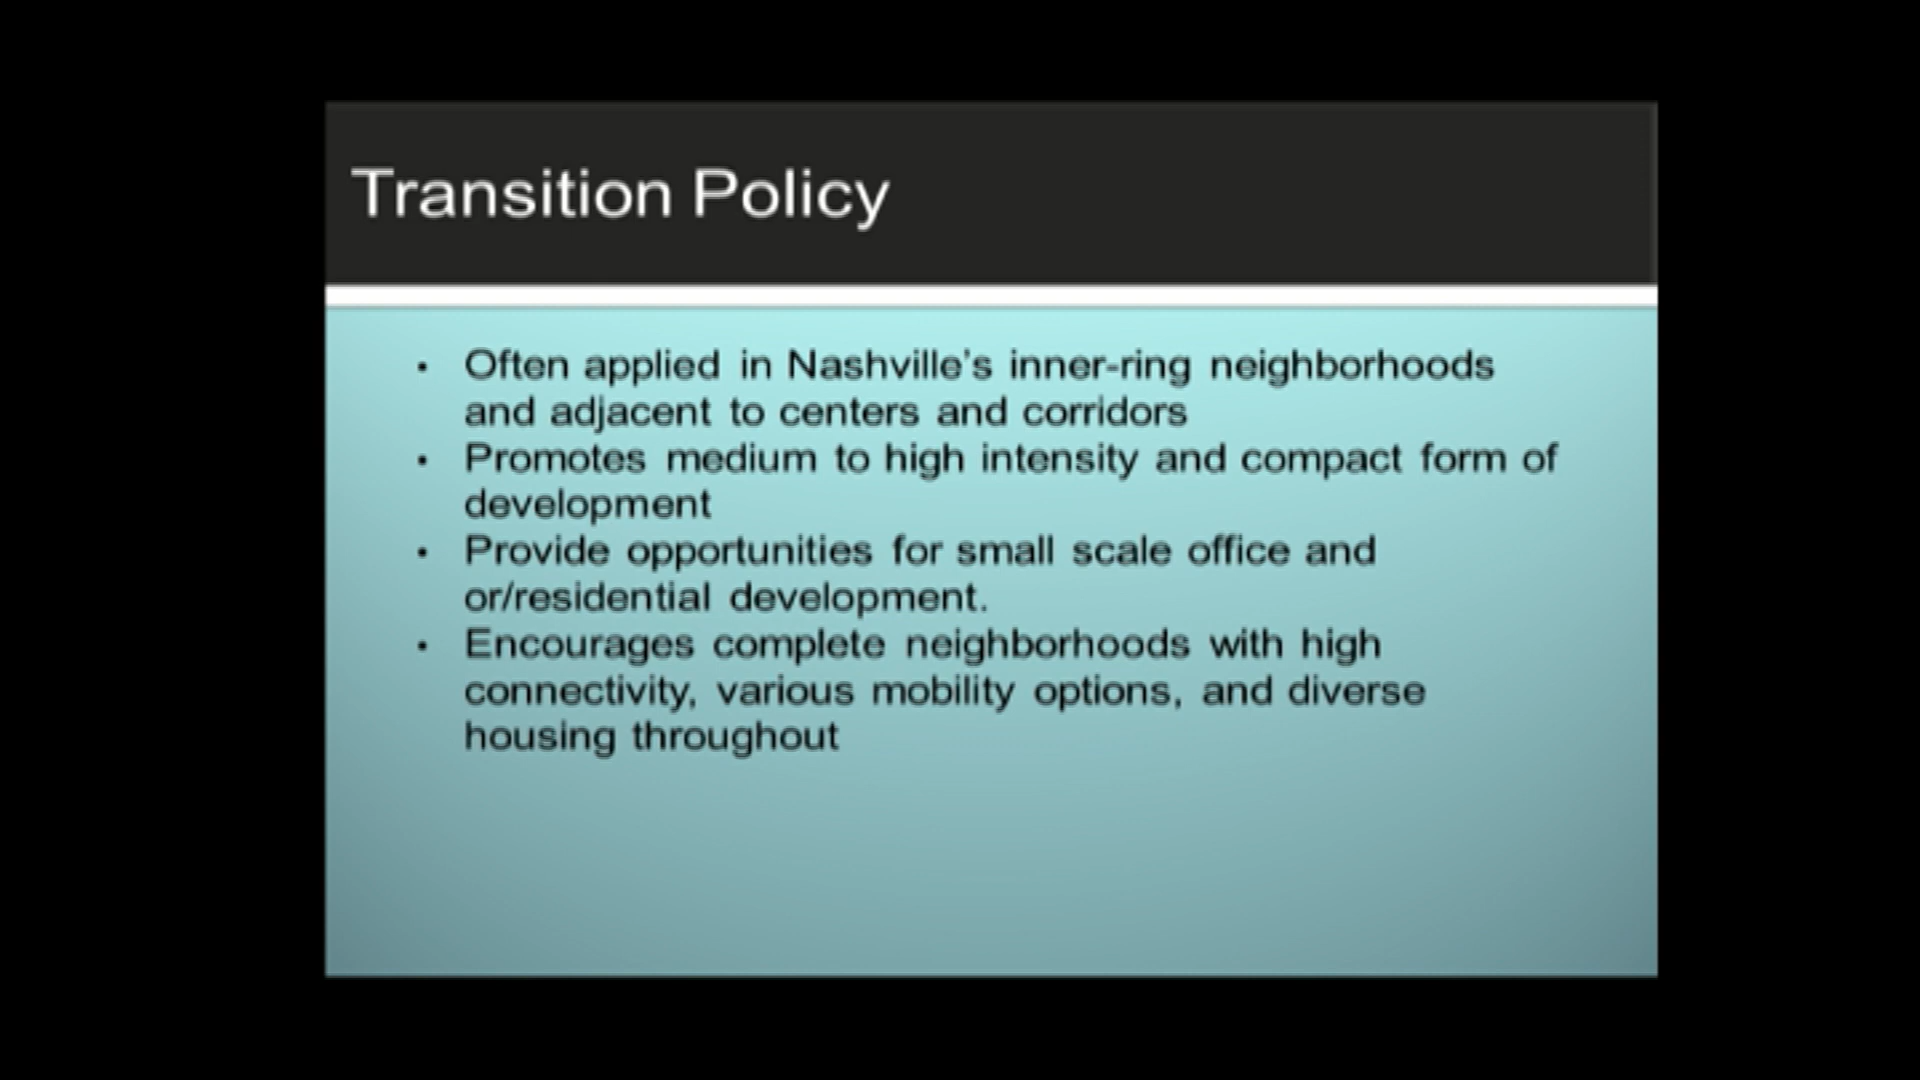 Transition Policy
• Often applied in Nashville's inner-ring neighborhoods
and adjacent to centers and corridors
• Promotes medium to high intensity and compact form of
development
• Provide opportunities for small scale office and
or/residential development.
• Encourages complete neighborhoods with high
connectivity, various mobility options, and diverse
housing throughout